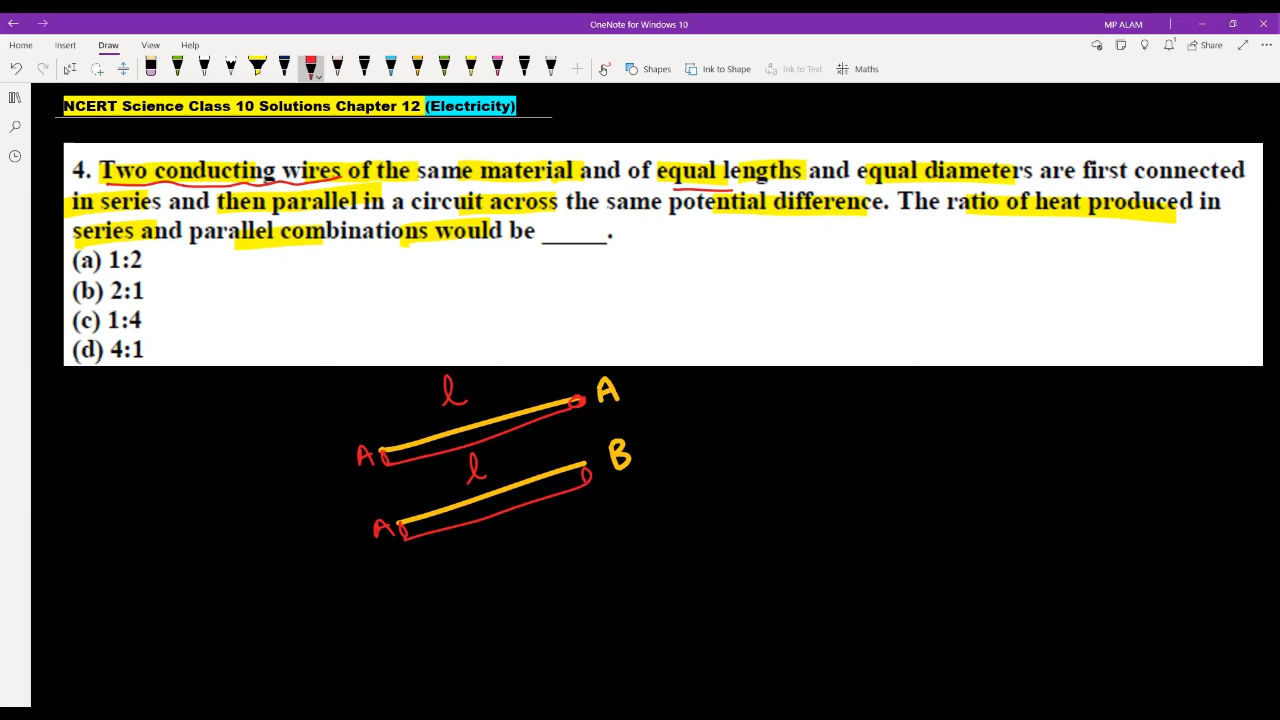 OneNote for Windows 10
MP ALAM
Home Insert Draw View Help
Share
Shapes Ink to Shape Ink to Text Maths
NCERT Science Class 10 Solutions Chapter 12 (Electricity)
4. Two conducting wires of the same material and of equal lengths and equal diameters are first connected
in series and then parallel in a circuit across the same potential difference. The ratio of heat produced in
series and parallel combinations would be _____.
(a) 1:2
(b) 2:1
(c) 1:4
(d) 4:1
l A
A
l B
A